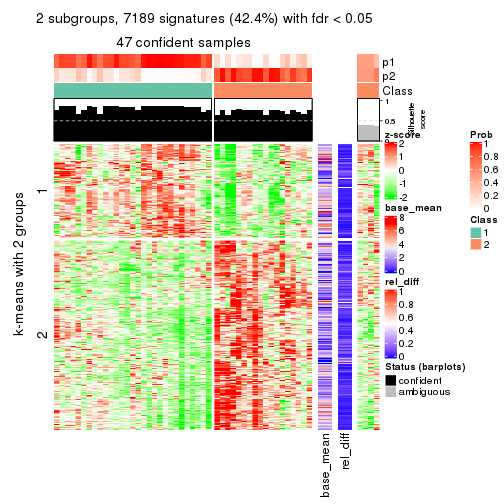 2 subgroups, 7189 signatures (42.4%) with fdr < 0.05
47 confident samples
p1
p2
Class
1
0.5
0
Silhouette
score
k-means with 2 groups
1
2
base_mean
rel_diff
z-score
2
1
0
-1
-2
base_mean
8
6
4
2
0
rel_diff
1
0.8
0.6
0.4
0.2
0
Status (barplots)
confident
ambiguous
Prob
1
0.8
0.6
0.4
0.2
0
Class
1
2